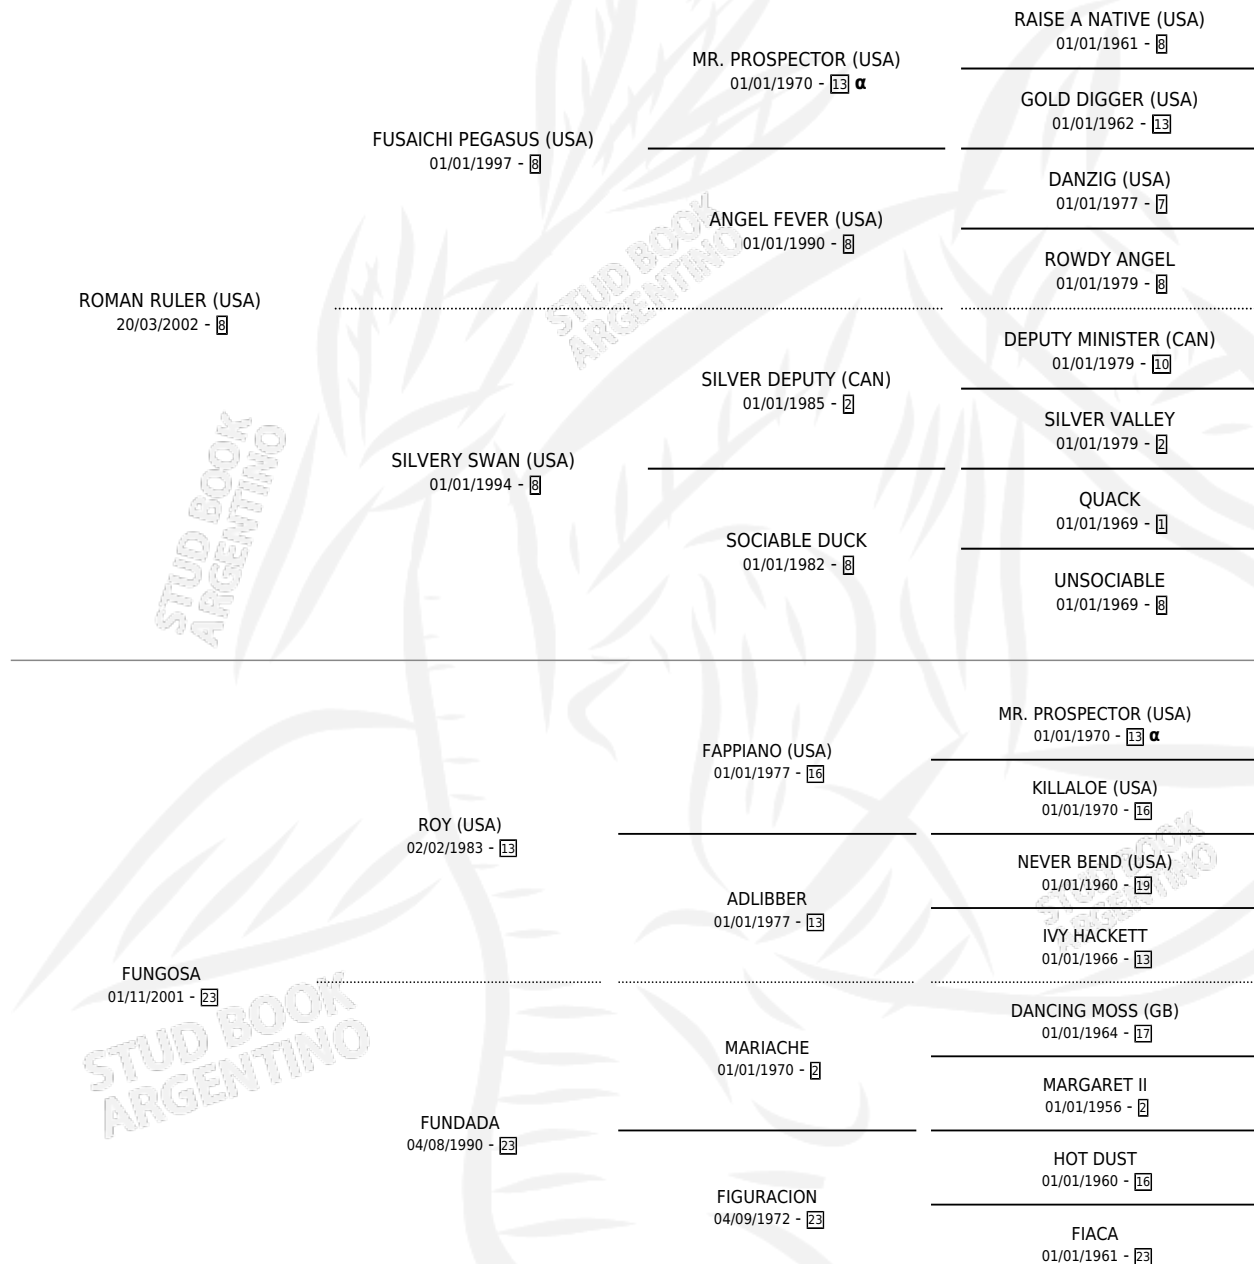 RAISE A NATIVE (USA)
01/01/1961 - 8
MR. PROSPECTOR (USA)
01/01/1970 - 13 α
GOLD DIGGER (USA)
01/01/1962 - 13
FUSAICHI PEGASUS (USA)
01/01/1997 - 8
DANZIG (USA)
01/01/1977 - 7
ANGEL FEVER (USA)
01/01/1990 - 8
ROWDY ANGEL
01/01/1979 - 8
ROMAN RULER (USA)
20/03/2002 - 8
DEPUTY MINISTER (CAN)
01/01/1979 - 10
SILVER DEPUTY (CAN)
01/01/1985 - 2
SILVER VALLEY
01/01/1979 - 2
SILVERY SWAN (USA)
01/01/1994 - 8
QUACK
01/01/1969 - 1
SOCIABLE DUCK
01/01/1982 - 8
UNSOCIABLE
01/01/1969 - 8
MR. PROSPECTOR (USA)
01/01/1970 - 13 α
FAPPIANO (USA)
01/01/1977 - 16
KILLALOE (USA)
01/01/1970 - 16
ROY (USA)
02/02/1983 - 13
NEVER BEND (USA)
01/01/1960 - 19
ADLIBBER
01/01/1977 - 13
IVY HACKETT
01/01/1966 - 13
FUNGOSA
01/11/2001 - 23
DANCING MOSS (GB)
01/01/1964 - 17
MARIACHE
01/01/1970 - 2
MARGARET II
01/01/1956 - 2
FUNDADA
04/08/1990 - 23
HOT DUST
01/01/1960 - 16
FIGURACION
04/09/1972 - 23
FIACA
01/01/1961 - 23
STUD BOOK
ARGENTINO
STUD BOOK
ARGENTINO
STUD BOOK
ARGENTINO
STUD BOOK
ARGENTINO